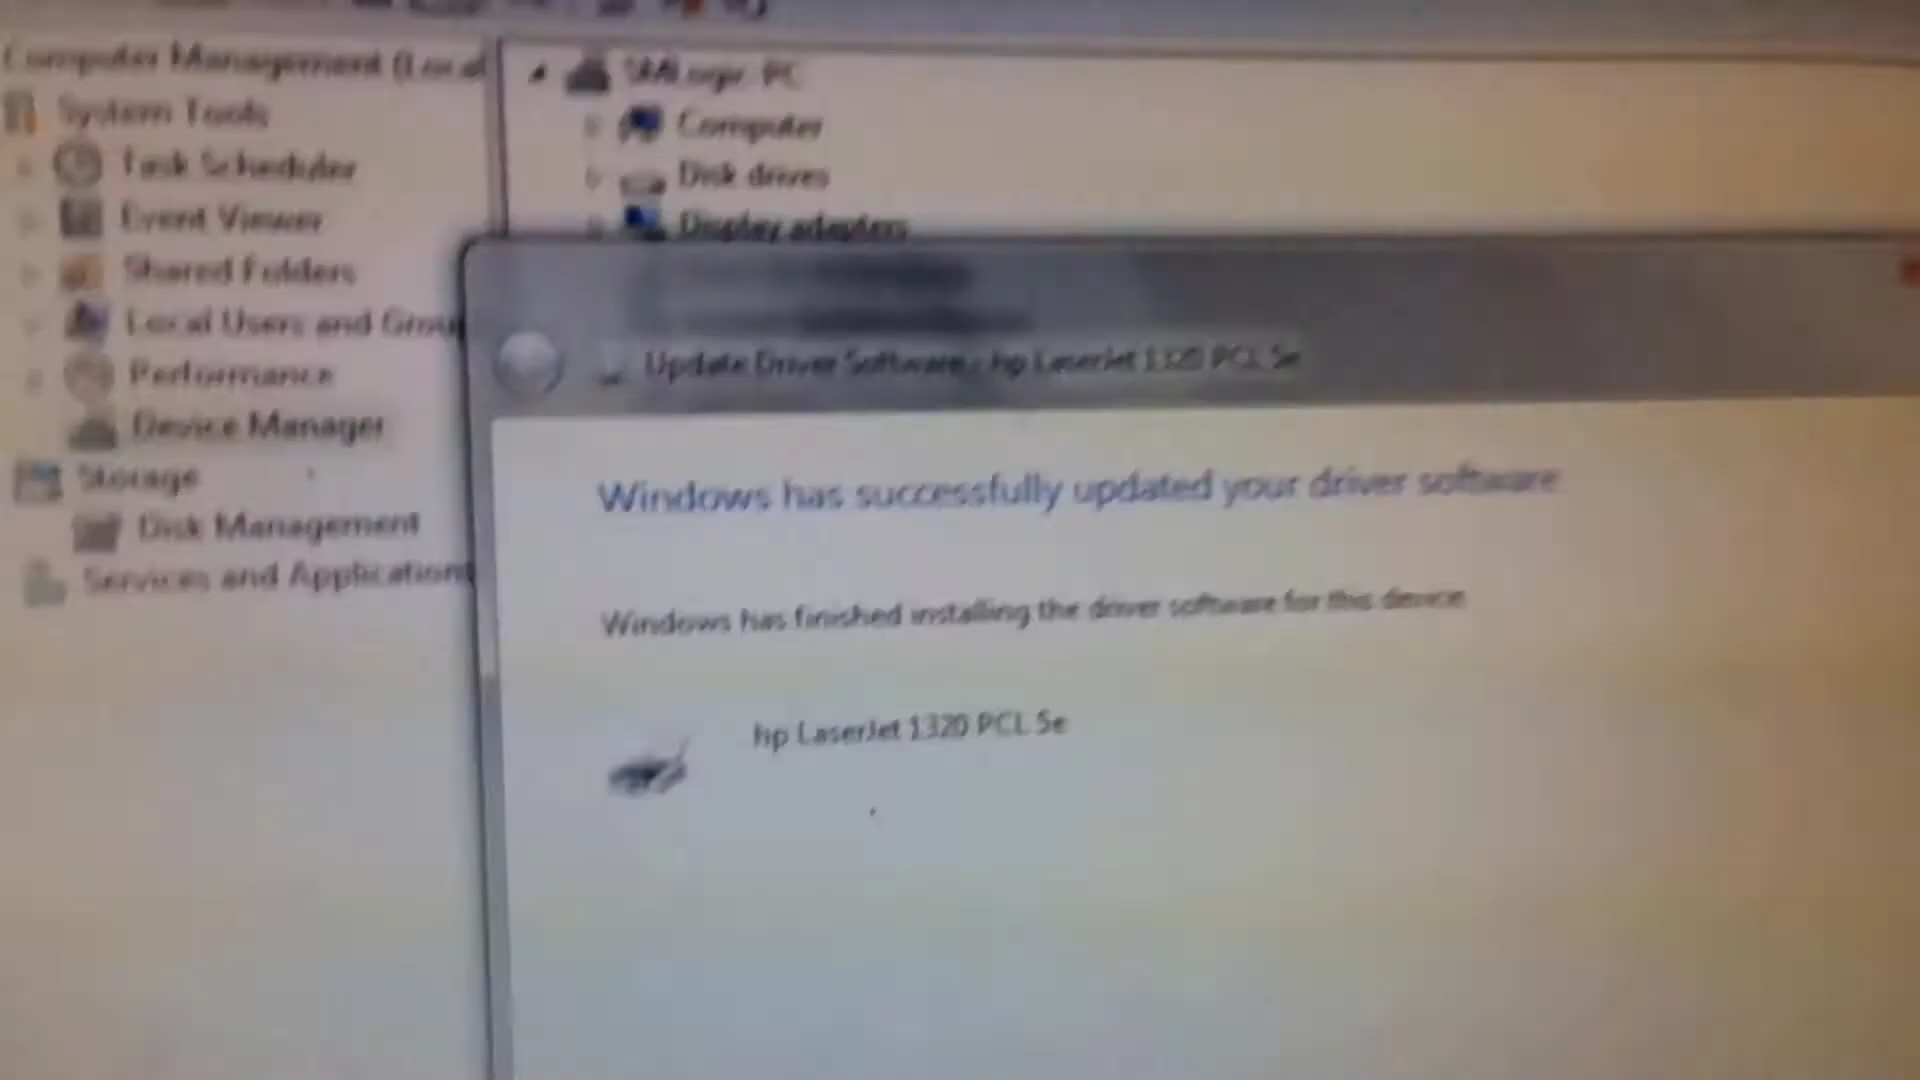 Computer Management (Local
System Tools
Task Scheduler
Event Viewer
Shared Folders
Local Users and Group
Performance
Device Manager
Storage
Disk Management
Services and Applications
SMLogic-PC
Computer
Disk drives
Display adapters
Update Driver Software - hp LaserJet 1320 PCL 5e
Windows has successfully updated your driver software
Windows has finished installing the driver software for this device
hp LaserJet 1320 PCL 5e